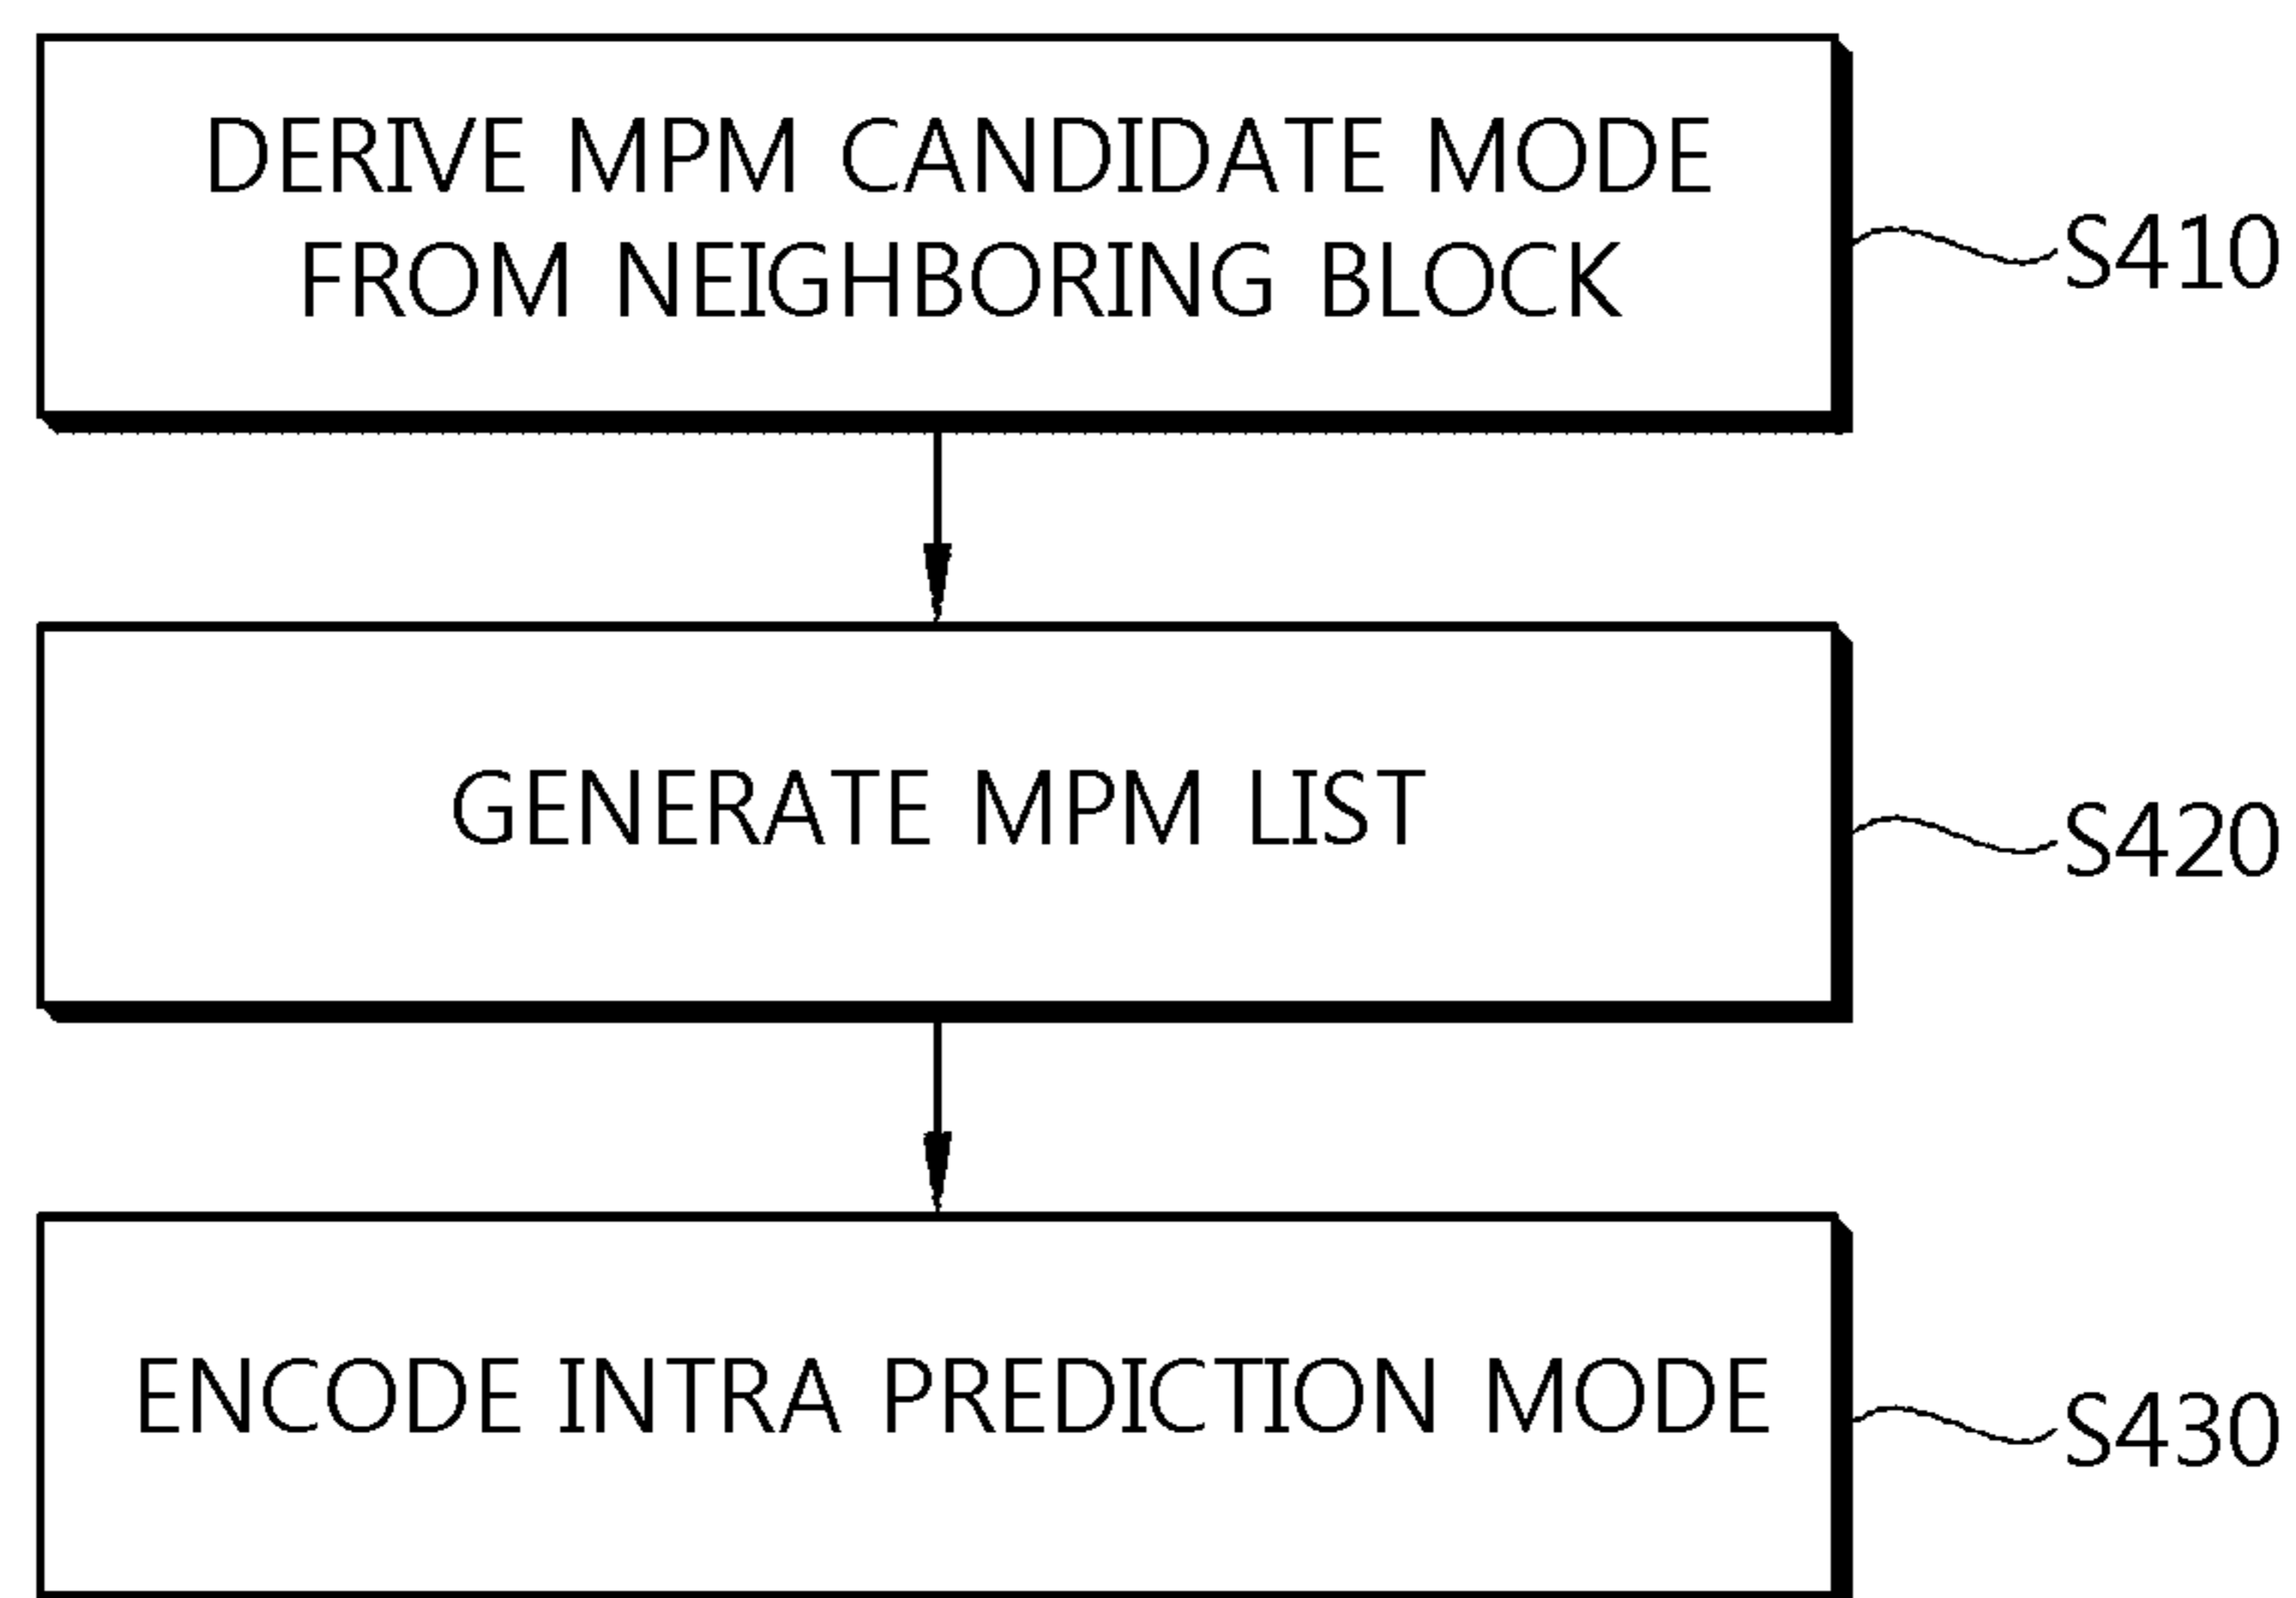 DERIVE MPM CANDIDATE MODE
FROM NEIGHBORING BLOCK
S410
GENERATE MPM LIST
S420
ENCODE INTRA PREDICTION MODE
S430